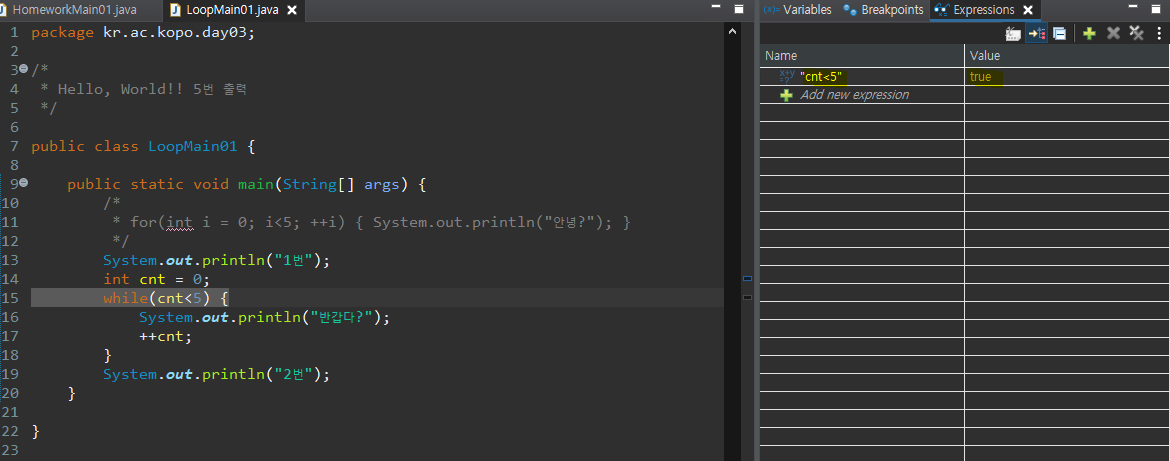 HomeworkMain01.java LoopMain01.java
1 package kr.ac.kopo.day03;
2
3 /*
4 * Hello, World!! 5번 출력
5 */
6
7 public class LoopMain01 {
8
9 public static void main(String[] args) {
10 /*
11 * for(int i = 0; i<5; ++i) { System.out.println("안녕?"); }
12 */
13 System.out.println("1번");
14 int cnt = 0;
15 while(cnt<5) {
16 System.out.println("반갑다?");
17 ++cnt;
18 }
19 System.out.println("2번");
20 }
21
22 }
23
(x)= Variables Breakpoints Expressions
Name Value
"cnt<5" true
Add new expression